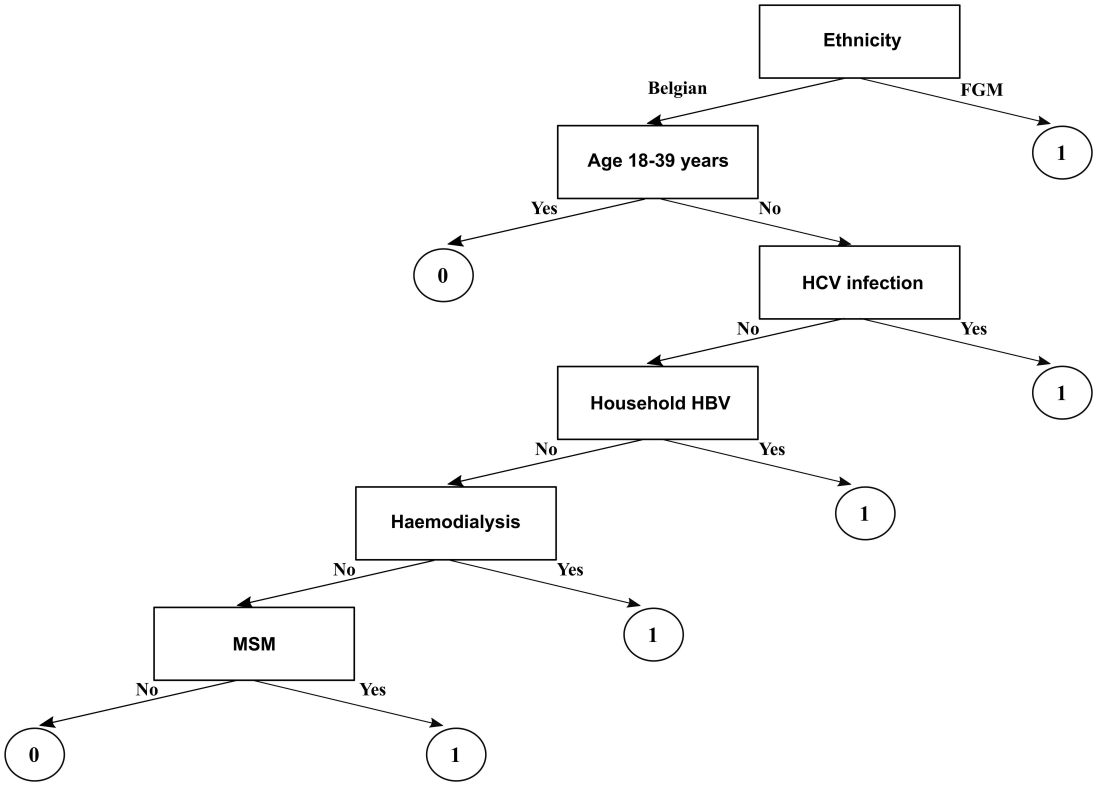 Ethnicity
Belgian
FGM
Age 18-39 years
1
Yes
No
0
HCV infection
No
Yes
Household HBV
1
No
Yes
Haemodialysis
1
No
Yes
MSM
1
No
Yes
0
1